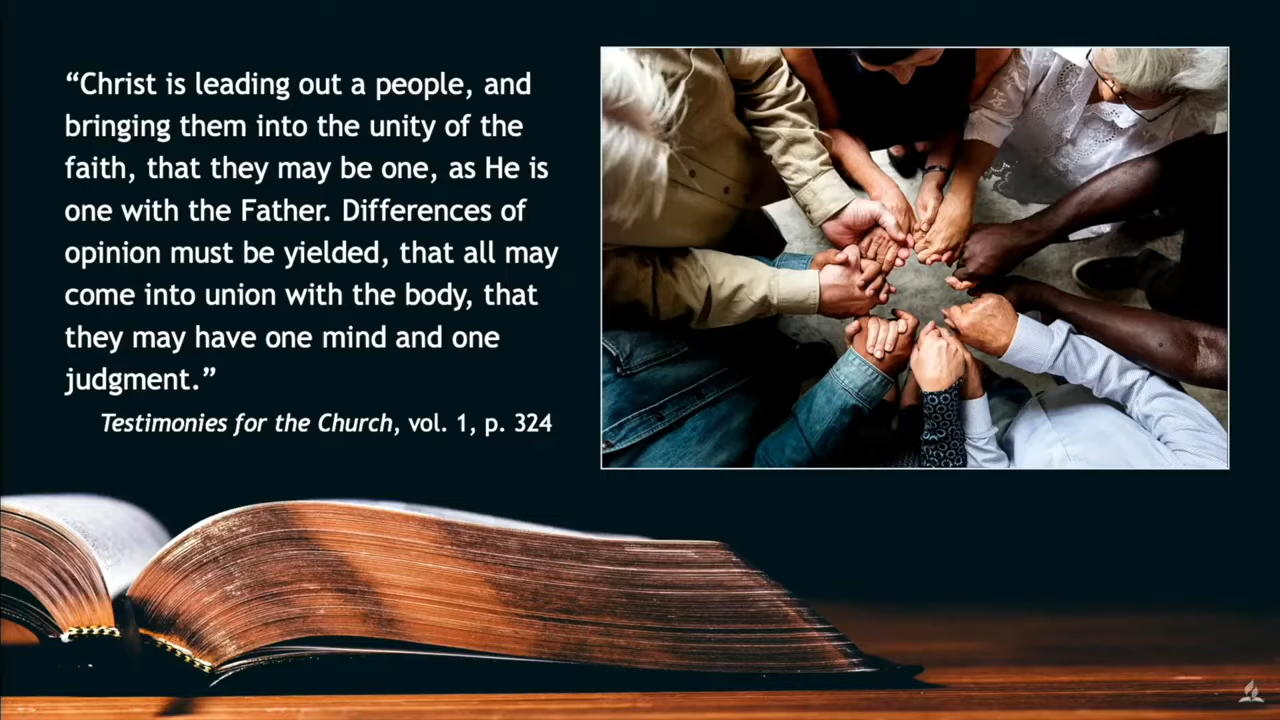 “Christ is leading out a people, and
bringing them into the unity of the
faith, that they may be one, as He is
one with the Father. Differences of
opinion must be yielded, that all may
come into union with the body, that
they may have one mind and one
judgment.”
Testimonies for the Church, vol. 1, p. 324